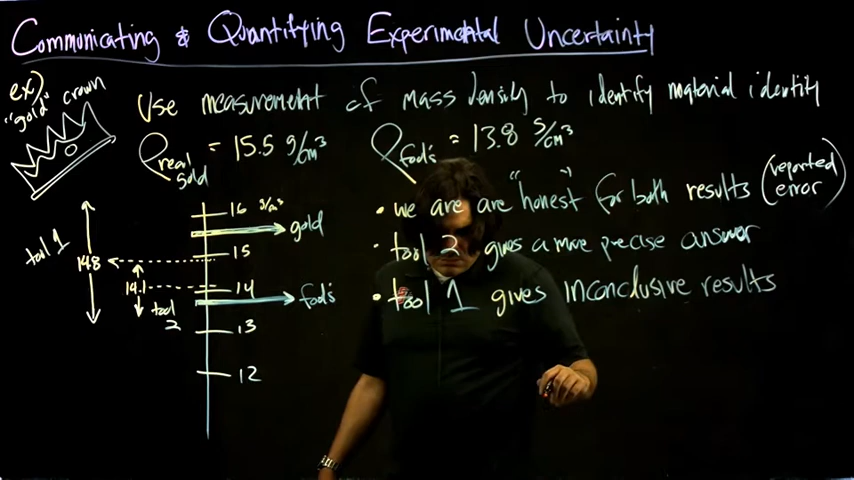 Communicating & Quantifying Experimental Uncertainty
ex)
"gold" crown
Use measurement of mass density to identify material identity
ρ real gold = 15.5 g/cm³
ρ fool's = 13.8 g/cm³
• we are are "honest" for both results (reported error)
• tool 2 gives a more precise answer
• tool 1 gives inconclusive results
tool 1
14.8
14.1
tool 2
16 g/cm³
gold
15
14
fool's
13
12